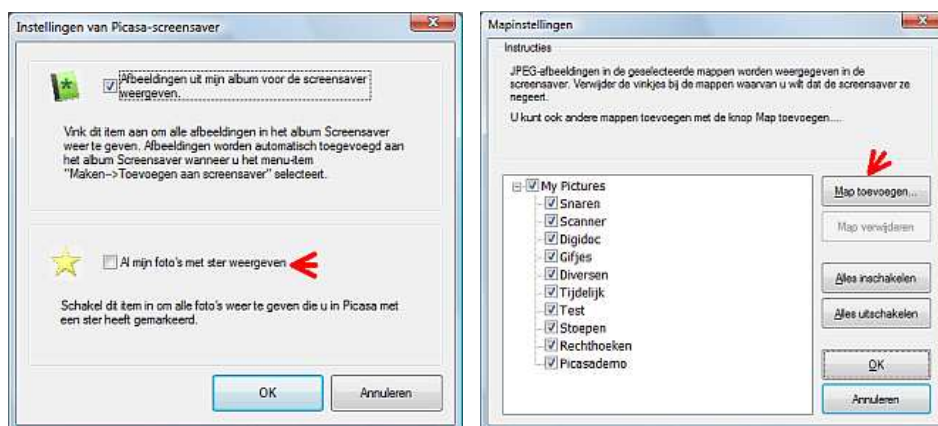 Instellingen van Picasa-screensaver
Afbeeldingen uit mijn album voor de screensaver
weergeven.
Vink dit item aan om alle afbeeldingen in het album Screensaver
weer te geven. Afbeeldingen worden automatisch toegevoegd aan
het album Screensaver wanneer u het menu-item
"Maken-->Toevoegen aan screensaver" selecteert.
Al mijn foto's met ster weergeven
Schakel dit item in om alle foto's weer te geven die u in Picasa met
een ster heeft gemarkeerd.
OK
Annuleren
Mapinstellingen
Instructies
JPEG-afbeeldingen in de geselecteerde mappen worden weergegeven in de
screensaver. Verwijder de vinkjes bij de mappen waarvan u wilt dat de screensaver ze
negeert.
U kunt ook andere mappen toevoegen met de knop Map toevoegen....
My Pictures
Snaren
Scanner
Digidoc
Gifjes
Diversen
Tijdelijk
Test
Stoepen
Rechthoeken
Picasademo
Map toevoegen...
Map verwijderen
Alles inschakelen
Alles uitschakelen
OK
Annuleren